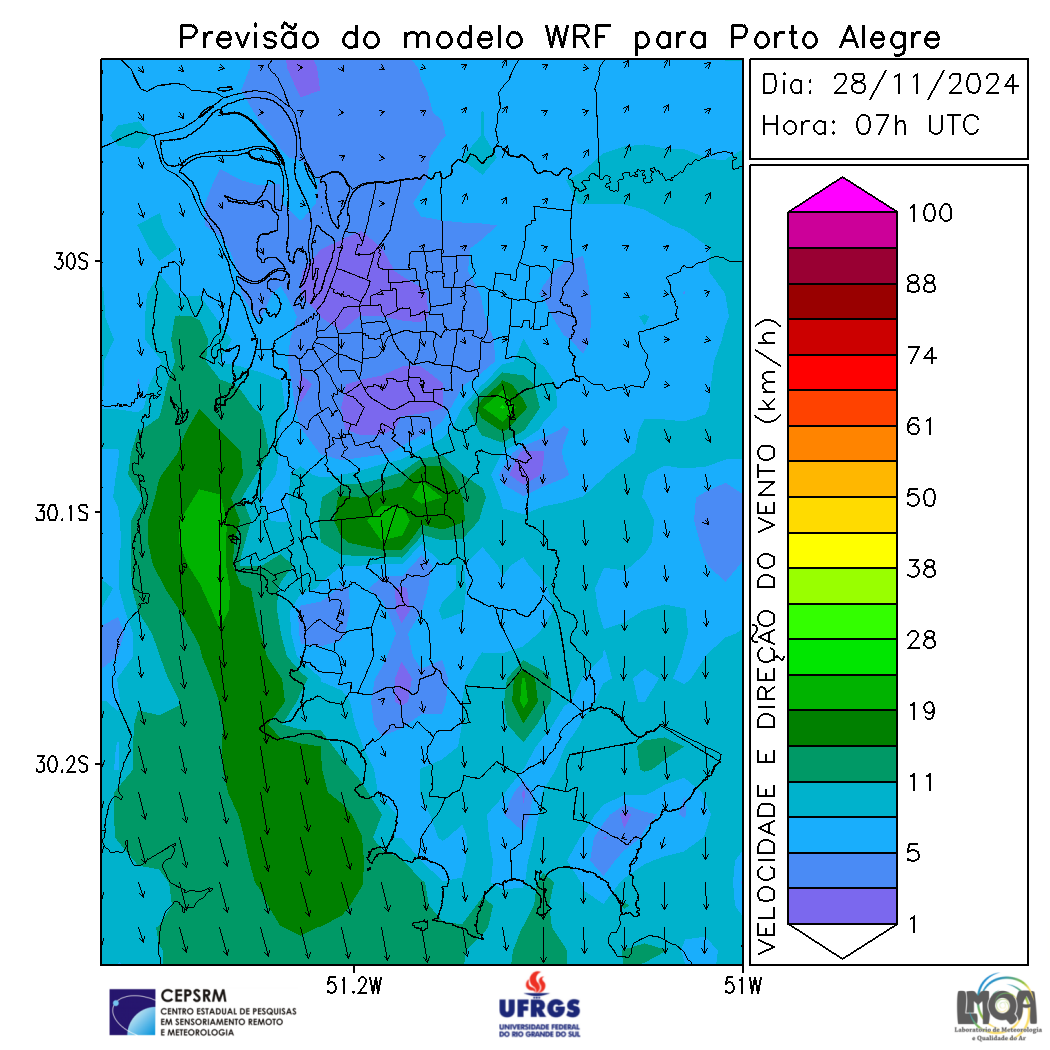 Previsão do modelo WRF para Porto Alegre
Dia: 28/11/2024
Hora: 07h UTC
30S
30.1S
30.2S
51.2W
51W
VELOCIDADE E DIREÇÃO DO VENTO (km/h)
100
88
74
61
50
38
28
19
11
5
1
CEPSRM
CENTRO ESTADUAL DE PESQUISAS
EM SENSORIAMENTO REMOTO
E METEOROLOGIA
UFRGS
UNIVERSIDADE FEDERAL
DO RIO GRANDE DO SUL
LMQA
Laboratório de Meteorologia
e Qualidade do Ar